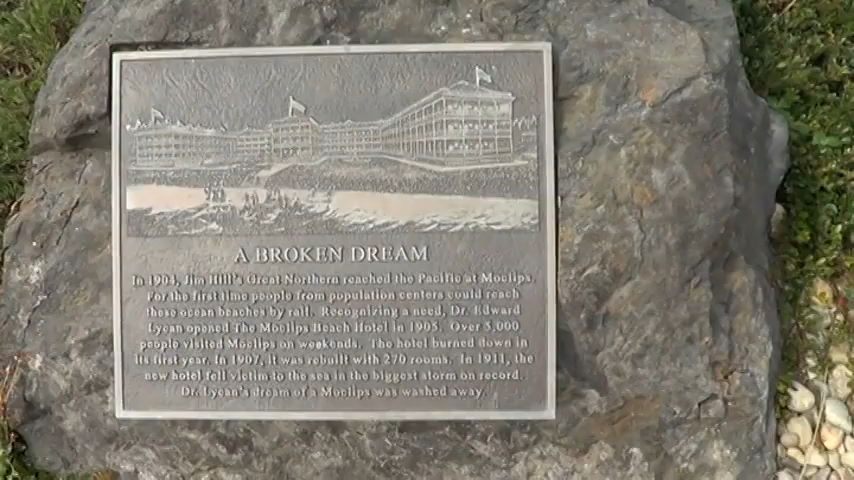 A BROKEN DREAM
In 1904, Jim Hill's Great Northern reached the Pacific at Moclips.
For the first time people from population centers could reach
these ocean beaches by rail. Recognizing a need, Dr. Edward
Lycan opened The Moclips Beach Hotel in 1905. Over 5,000
people visited Moclips on weekends. The hotel burned down in
its first year. In 1907, it was rebuilt with 270 rooms. In 1911, the
new hotel fell victim to the sea in the biggest storm on record.
Dr. Lycan's dream of a Moclips was washed away.